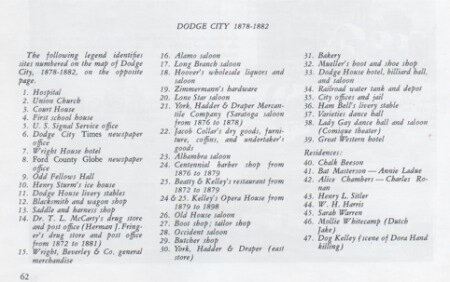 DODGE CITY 1878-1882
The following legend identifies
sites numbered on the map of Dodge
City, 1878-1882, on the opposite
page.
1. Hospital
2. Union Church
3. Court House
4. First school house
5. U. S. Signal Service office
6. Dodge City Times newspaper
office
7. Wright House hotel
8. Ford County Globe newspaper
office
9. Odd Fellows Hall
10. Henry Sturm's ice house
11. Dodge House livery stables
12. Blacksmith and wagon shop
13. Saddle and harness shop
14. Dr. T. L. McCarty's drug store
and post office (Herman J. Fring-
er's drug store and post office
from 1872 to 1881)
15. Wright, Beverley & Co. general
merchandise
16. Alamo saloon
17. Long Branch saloon
18. Hoover's wholesale liquors and
saloon
19. Zimmermann's hardware
20. Lone Star saloon
21. York, Hadder & Draper Mercan-
tile Company (Saratoga saloon
from 1876 to 1878)
22. Jacob Collar's dry goods, furni-
ture, coffins, and undertaker's
goods
23. Alhambra saloon
24. Centennial barber shop from
1876 to 1879
25. Beatty & Kelley's restaurant from
1872 to 1879
24 & 25. Kelley's Opera House from
1879 to 1898
26. Old House saloon
27. Boot shop; tailor shop
28. Occident saloon
29. Butcher shop
30. York, Hadder & Draper (east
store)
31. Bakery
32. Mueller's boot and shoe shop
33. Dodge House hotel, billiard hall,
and saloon
34. Railroad water tank and depot
35. City offices and jail
36. Ham Bell's livery stable
37. Varieties dance hall
38. Lady Gay dance hall and saloon
(Comique theater)
39. Great Western hotel
Residences:
40. Chalk Beeson
41. Bat Masterson — Annie Ladue
42. Alice Chambers — Charles Ro-
nan
43. Henry L. Sitler
44. W. H. Harris
45. Sarah Warren
46. Mollie Whitecamp (Dutch
Jake)
47. Dog Kelley (scene of Dora Hand
killing)
62